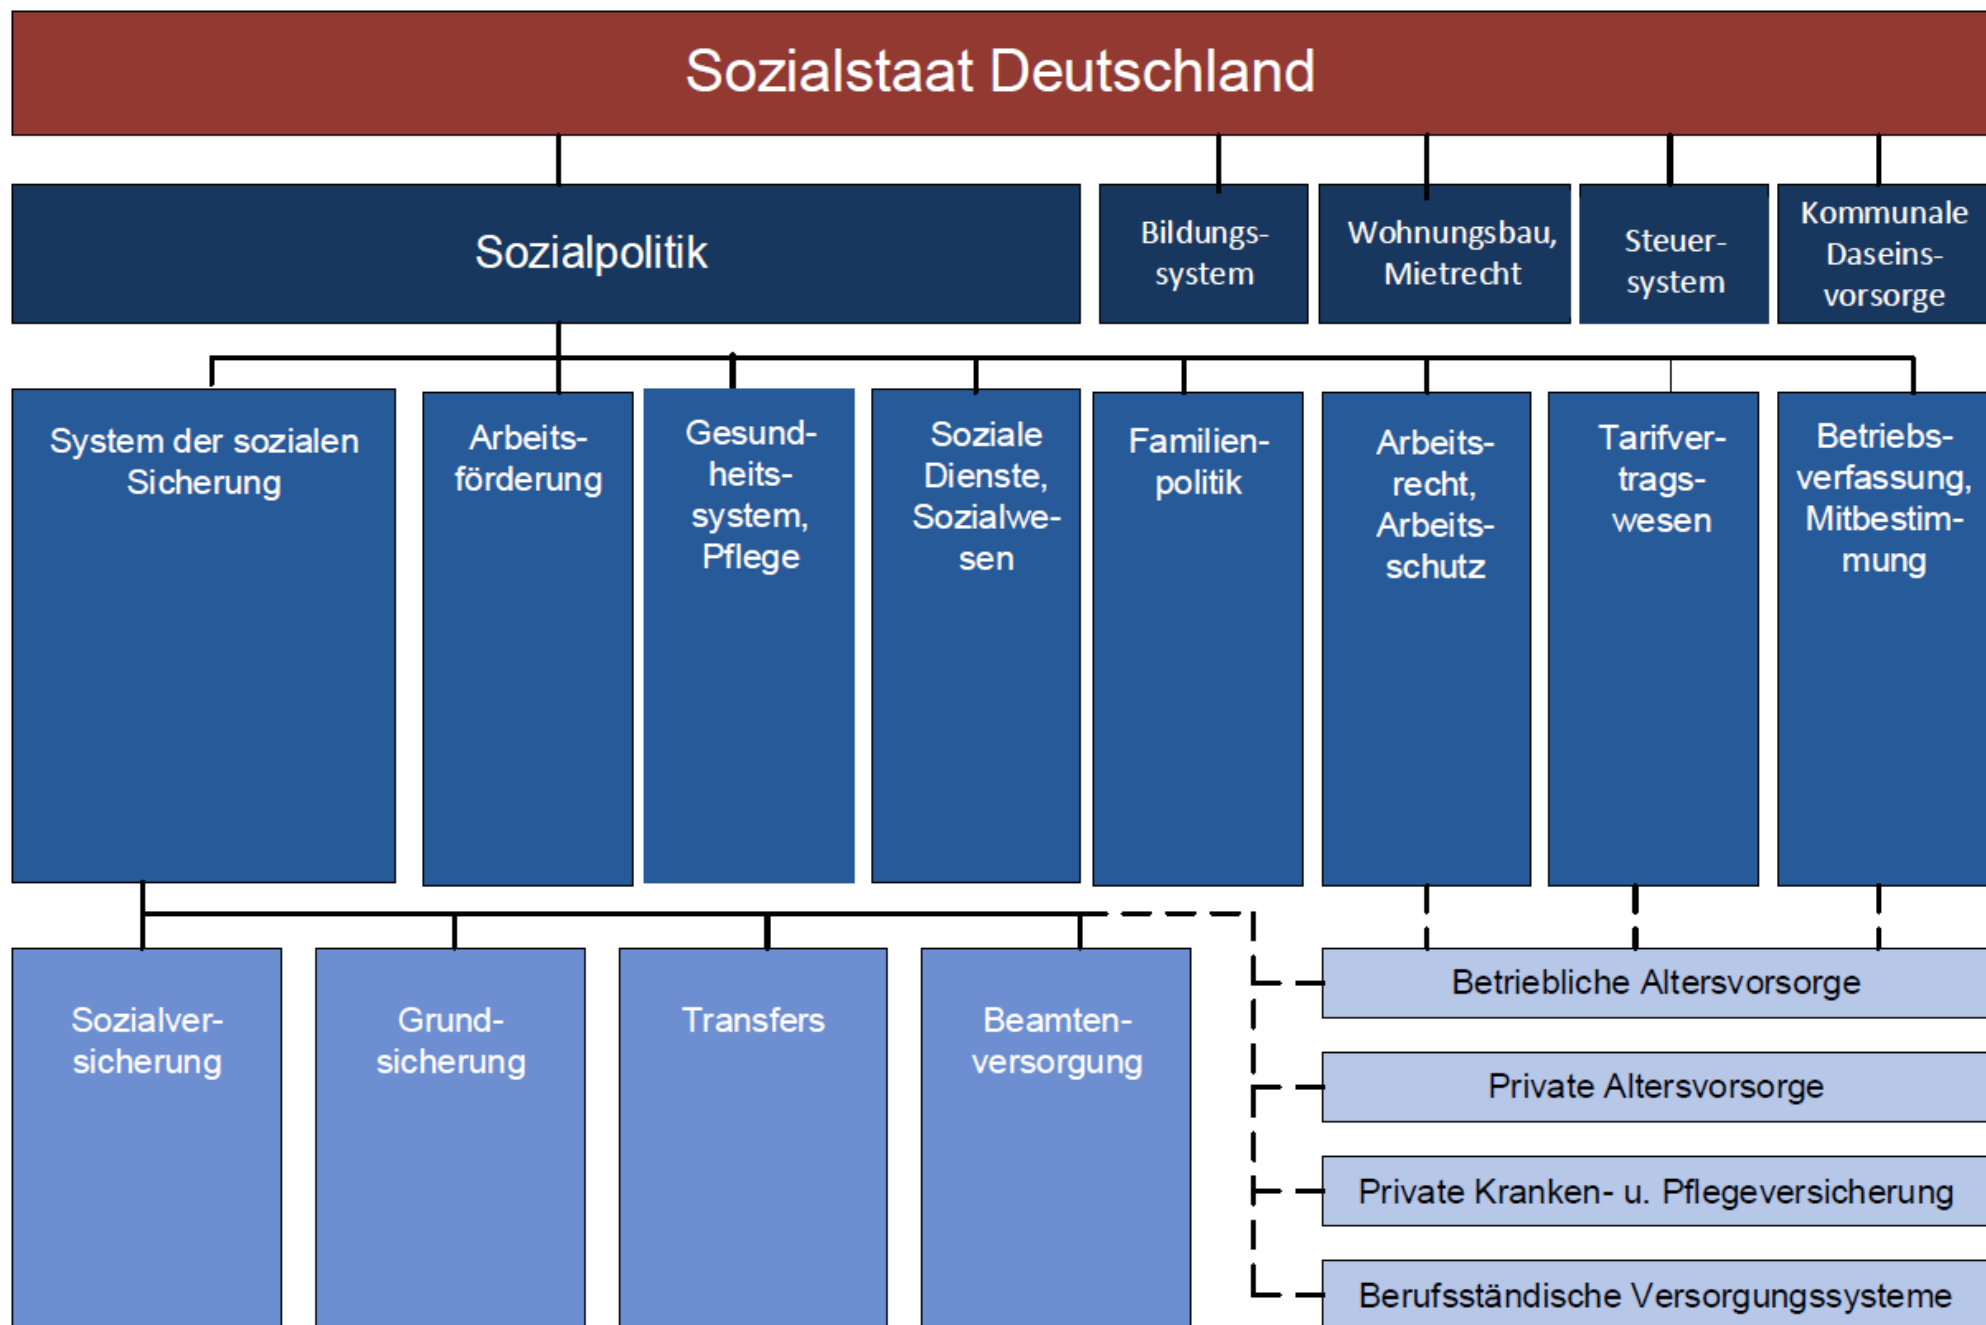 Sozialstaat Deutschland
Sozialpolitik
Bildungs-
system
Wohnungsbau,
Mietrecht
Steuer-
system
Kommunale
Daseins-
vorsorge
System der sozialen
Sicherung
Arbeits-
förderung
Gesund-
heits-
system,
Pflege
Soziale
Dienste,
Sozialwe-
sen
Familien-
politik
Arbeits-
recht,
Arbeits-
schutz
Tarifver-
trags-
wesen
Betriebs-
verfassung,
Mitbestim-
mung
Sozialver-
sicherung
Grund-
sicherung
Transfers
Beamten-
versorgung
Betriebliche Altersvorsorge
Private Altersvorsorge
Private Kranken- u. Pflegeversicherung
Berufsständische Versorgungssysteme